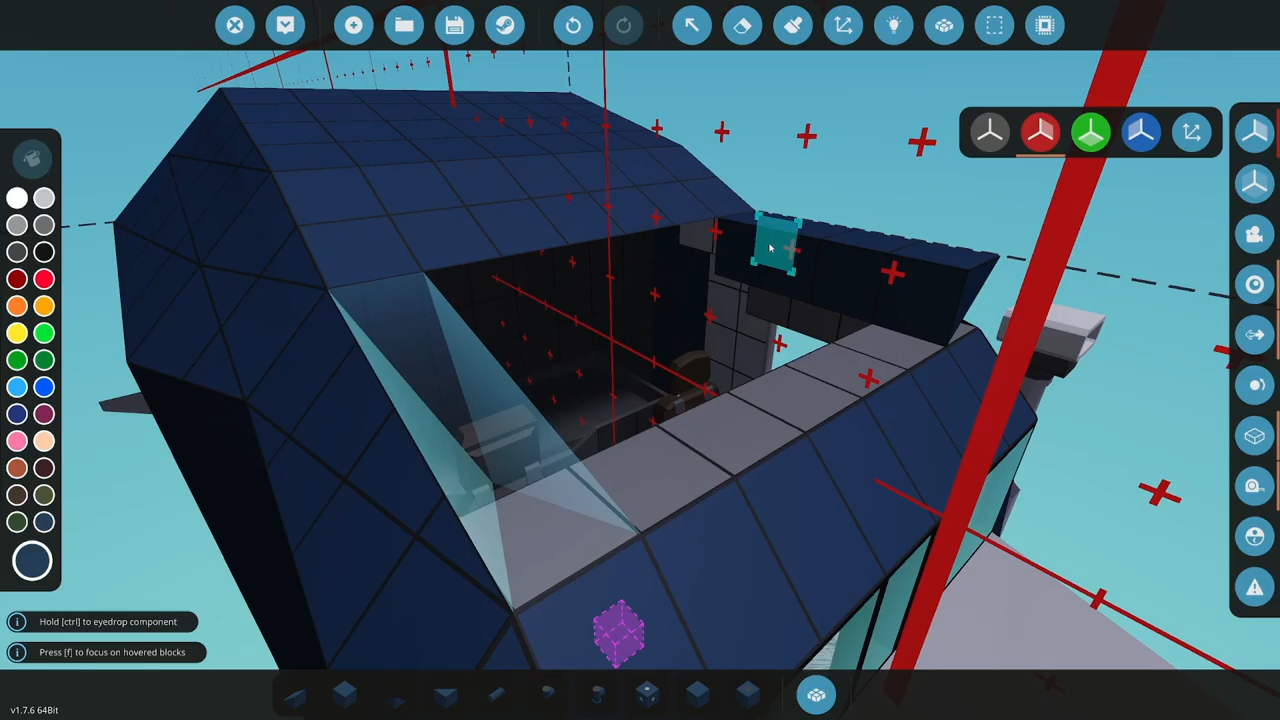 Hold [ctrl] to eyedrop component
Press [f] to focus on hovered blocks
v1.7.6 64Bit